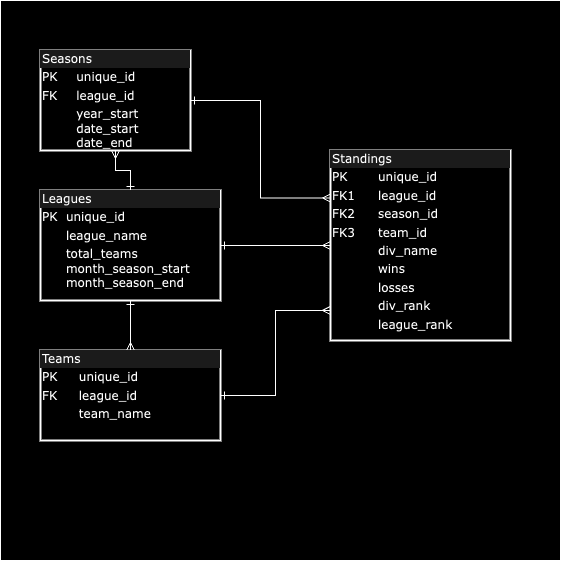 Seasons
PK unique_id
FK league_id
year_start
date_start
date_end
Leagues
PK unique_id
league_name
total_teams
month_season_start
month_season_end
Teams
PK unique_id
FK league_id
team_name
Standings
PK unique_id
FK1 league_id
FK2 season_id
FK3 team_id
div_name
wins
losses
div_rank
league_rank